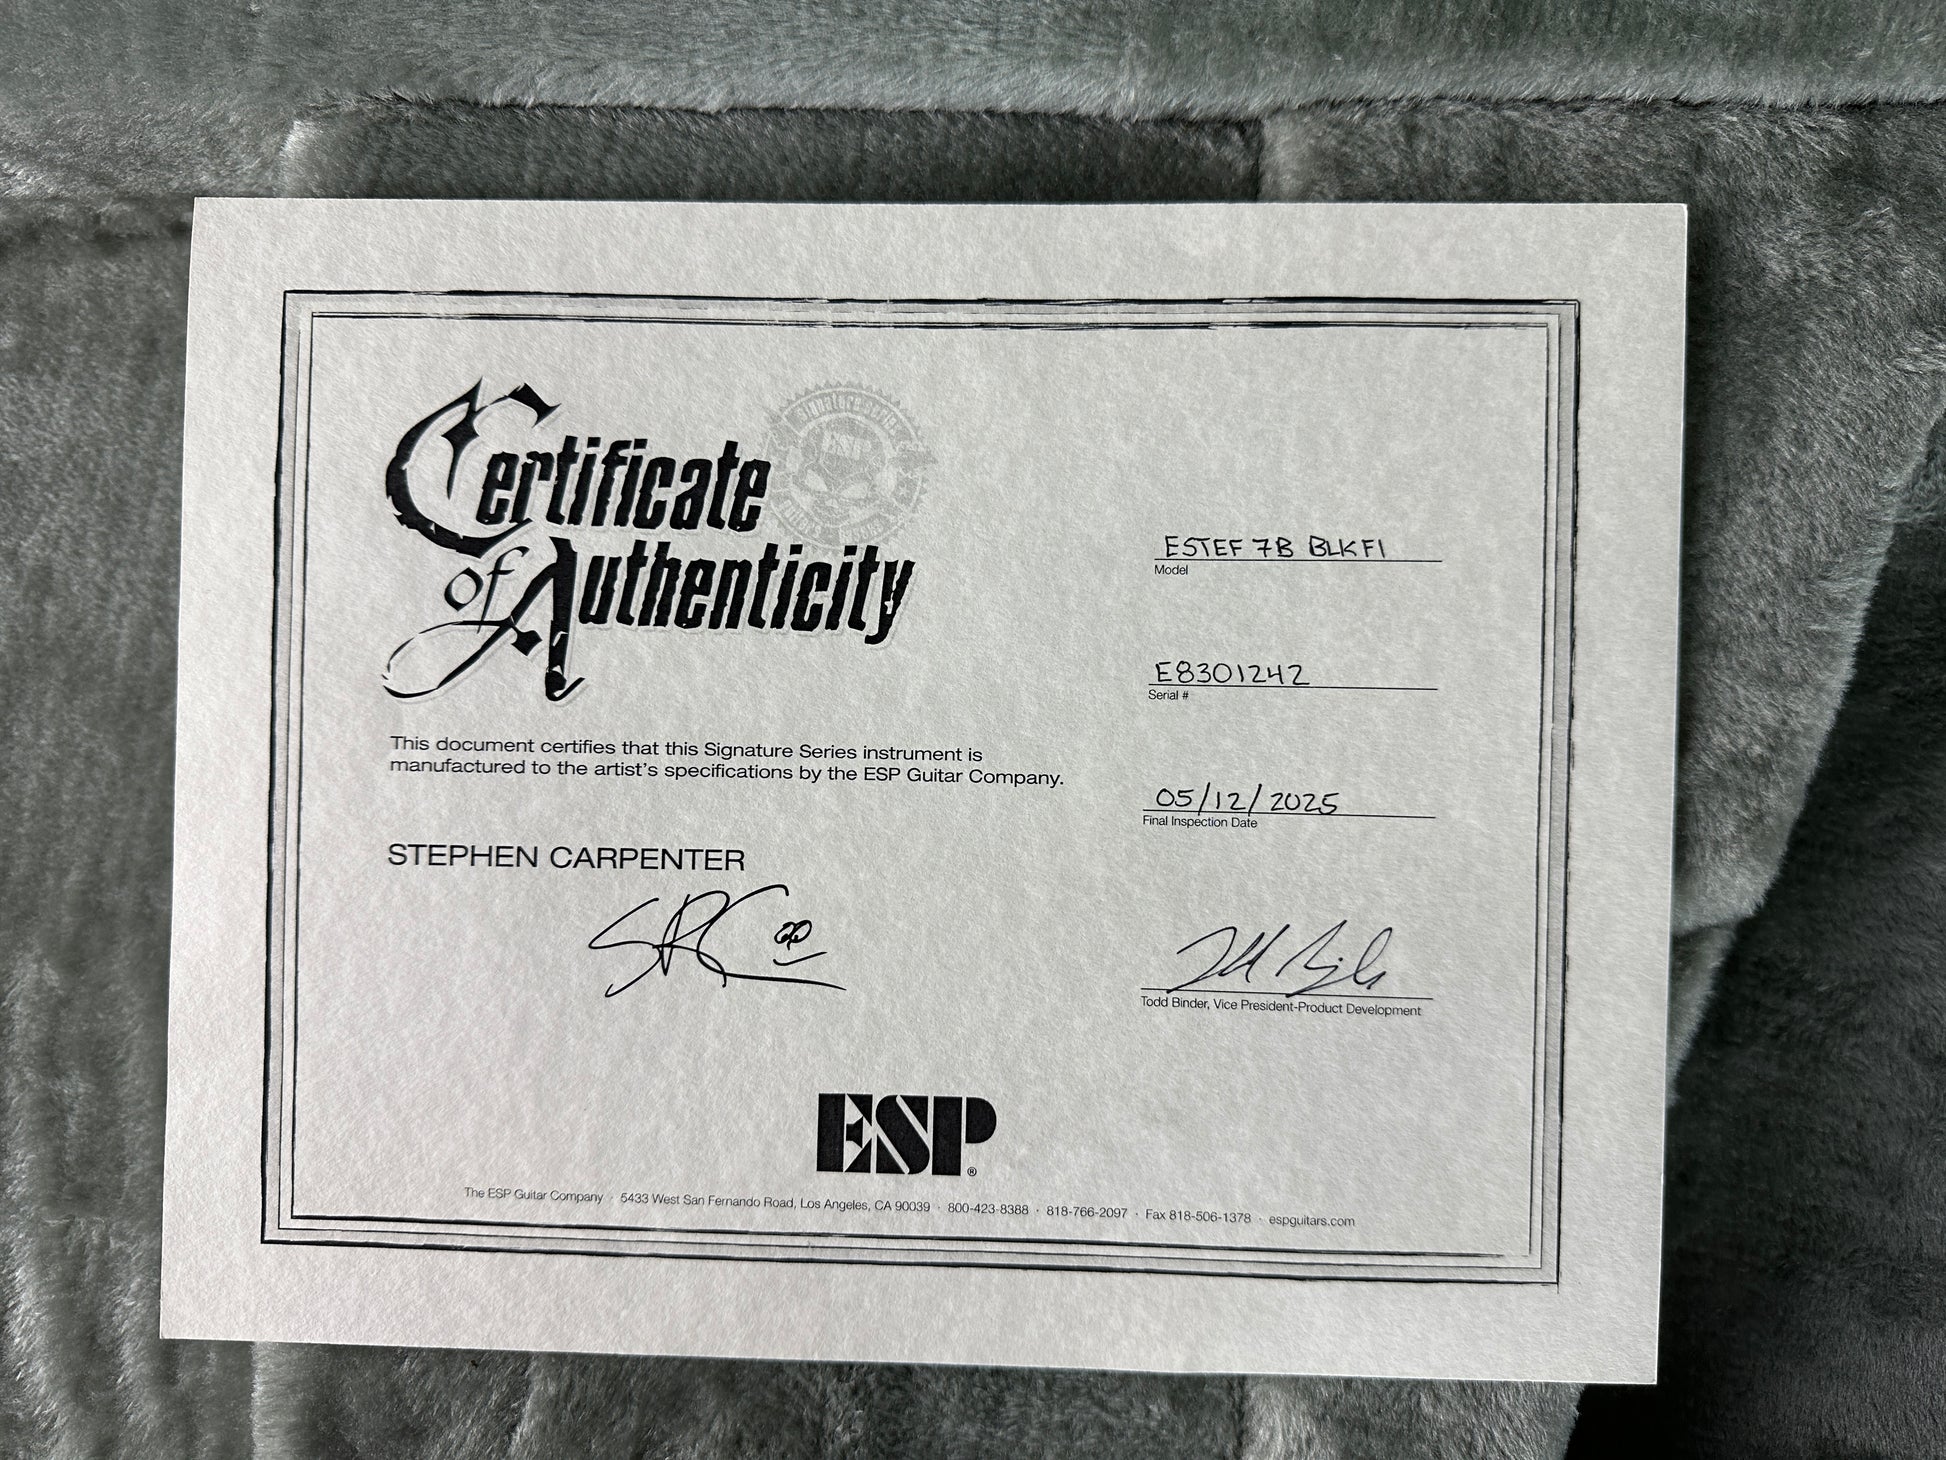 Certificate
of Authenticity
signature series
ESP
This document certifies that this Signature Series instrument is
manufactured to the artist's specifications by the ESP Guitar Company.
STEPHEN CARPENTER
ESTEF 7B BLKFI
Model
E8301242
Serial #
05/12/2025
Final Inspection Date
Todd Binder, Vice President-Product Development
ESP®
The ESP Guitar Company · 5433 West San Fernando Road, Los Angeles, CA 90039 · 800-423-8388 · 818-766-2097 · Fax 818-506-1378 · espguitars.com